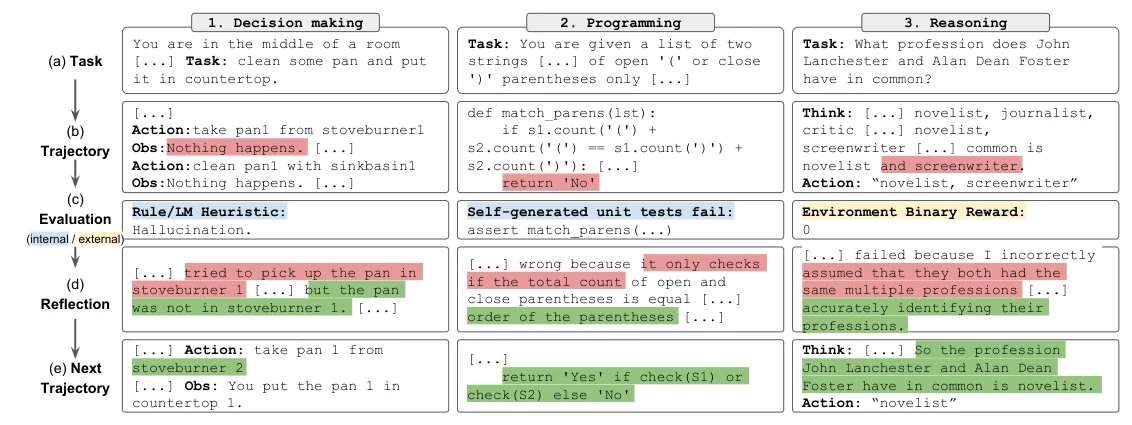 1. Decision making
2. Programming
3. Reasoning
(a) Task
You are in the middle of a room
[...] Task: clean some pan and put
it in countertop.
Task: You are given a list of two
strings [...] of open '(' or close
')' parentheses only [...]
Task: What profession does John
Lanchester and Alan Dean Foster
have in common?
(b)
Trajectory
[...]
Action:take pan1 from stoveburner1
Obs:Nothing happens. [...]
Action:clean pan1 with sinkbasin1
Obs:Nothing happens. [...]
def match_parens(lst):
if s1.count('(') +
s2.count('(') == s1.count(')') +
s2.count(')'): [...]
return 'No'
Think: [...] novelist, journalist,
critic [...] novelist,
screenwriter [...] common is
novelist and screenwriter.
Action: “novelist, screenwriter”
(c)
Evaluation
(internal / external)
Rule/LM Heuristic:
Hallucination.
Self-generated unit tests fail:
assert match_parens(...)
Environment Binary Reward:
0
(d)
Reflection
[...] tried to pick up the pan in
stoveburner 1 [...] but the pan
was not in stoveburner 1. [...]
[...] wrong because it only checks
if the total count of open and
close parentheses is equal [...]
order of the parentheses [...]
[...] failed because I incorrectly
assumed that they both had the
same multiple professions [...]
accurately identifying their
professions.
(e) Next
Trajectory
[...] Action: take pan 1 from
stoveburner 2
[...] Obs: You put the pan 1 in
countertop 1.
[...]
return 'Yes' if check(S1) or
check(S2) else 'No'
Think: [...] So the profession
John Lanchester and Alan Dean
Foster have in common is novelist.
Action: “novelist”